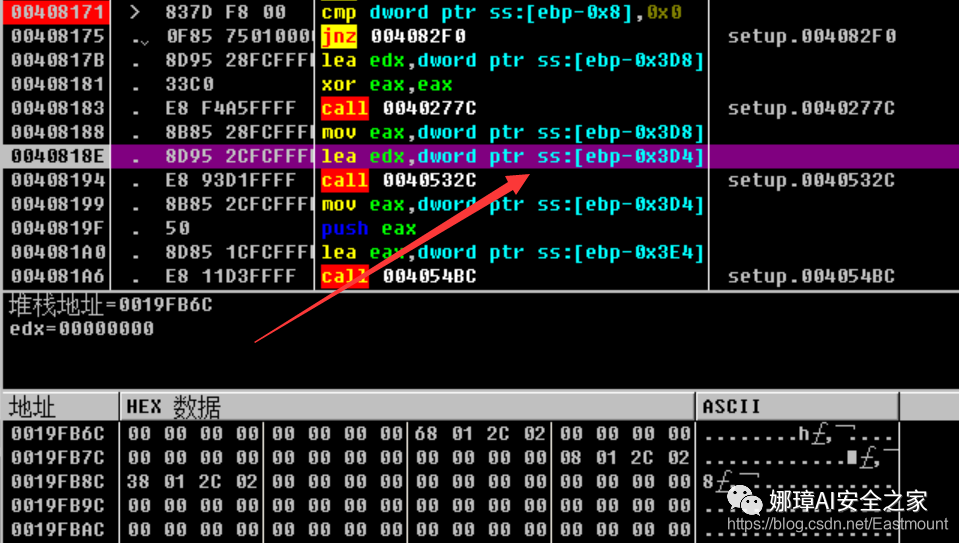 00408171 > 837D F8 00 cmp dword ptr ss:[ebp-0x8],0x0
00408175 . 0F85 7501000 jnz 004082F0 setup.004082F0
0040817B . 8D95 28FCFFF lea edx,dword ptr ss:[ebp-0x3D8]
00408181 . 33C0 xor eax,eax
00408183 . E8 F4A5FFFF call 0040277C setup.0040277C
00408188 . 8B85 28FCFFF mov eax,dword ptr ss:[ebp-0x3D8]
0040818E . 8D95 2CFCFFF lea edx,dword ptr ss:[ebp-0x3D4]
00408194 . E8 93D1FFFF call 0040532C setup.0040532C
00408199 . 8B85 2CFCFFF mov eax,dword ptr ss:[ebp-0x3D4]
0040819F . 50 push eax
004081A0 . 8D85 1CFCFFF lea eax,dword ptr ss:[ebp-0x3E4]
004081A6 . E8 11D3FFFF call 004054BC setup.004054BC
堆栈地址=0019FB6C
edx=00000000
地址 HEX 数据 ASCII
0019FB6C 00 00 00 00 00 00 00 00 68 01 2C 02 00 00 00 00 ........h
0019FB7C 00 00 00 00 00 00 00 00 00 00 00 00 08 01 2C 02 ............
0019FB8C 38 01 2C 02 00 00 00 00 00 00 00 00 00 00 00 00 8
0019FB9C 00 00 00 00 00 00 00 00 00 00 00 00 00 00 00 00
0019FBAC 00 00 00 00 00 00 00 00 00 00 00 00 00 00 00 00
娜璋AI安全之家
https://blog.csdn.net/Eastmount